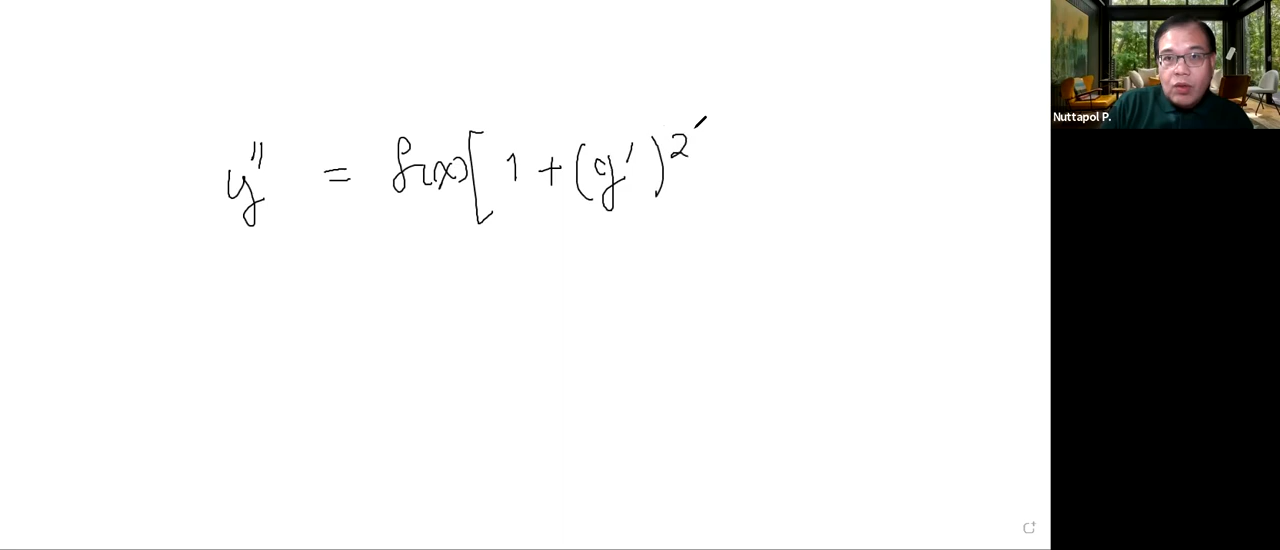 y'' = f(x)[ 1 + (y')²
Nuttapol P.